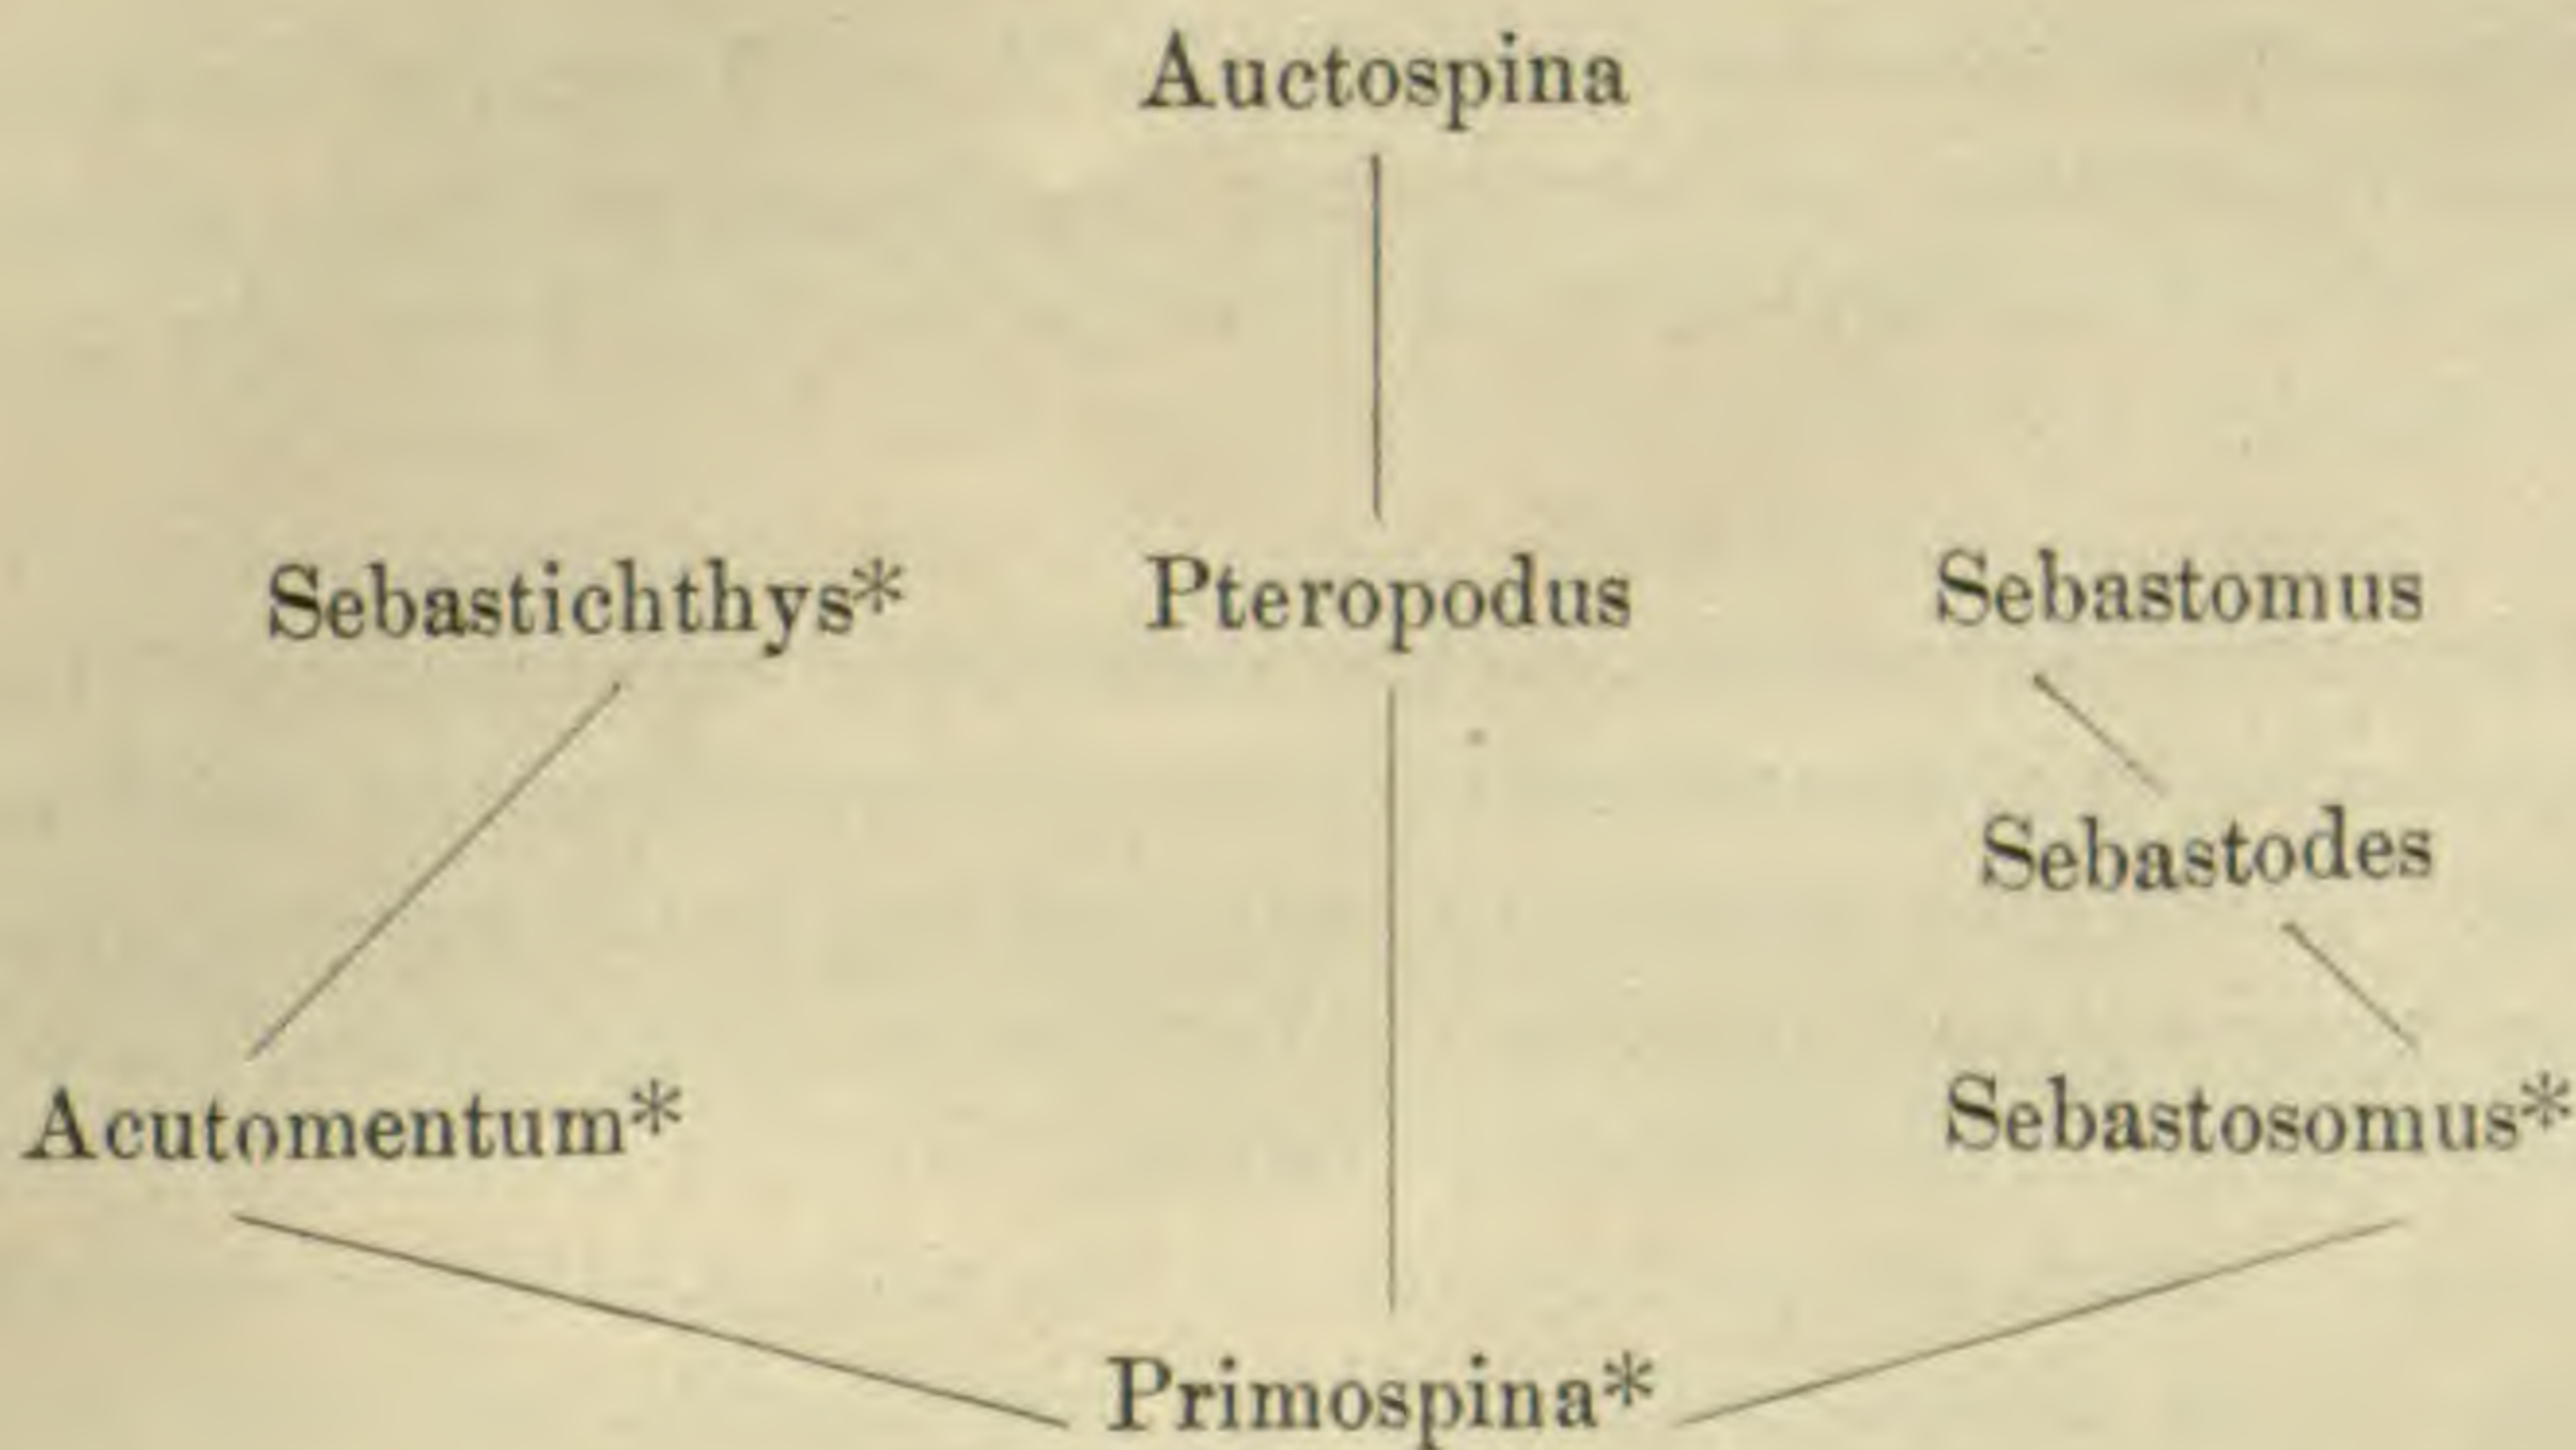 Auctospina
Sebastichthys* Pteropodus Sebastomus
Sebastodes
Acutomentum* Sebastosomus*
Primospina*